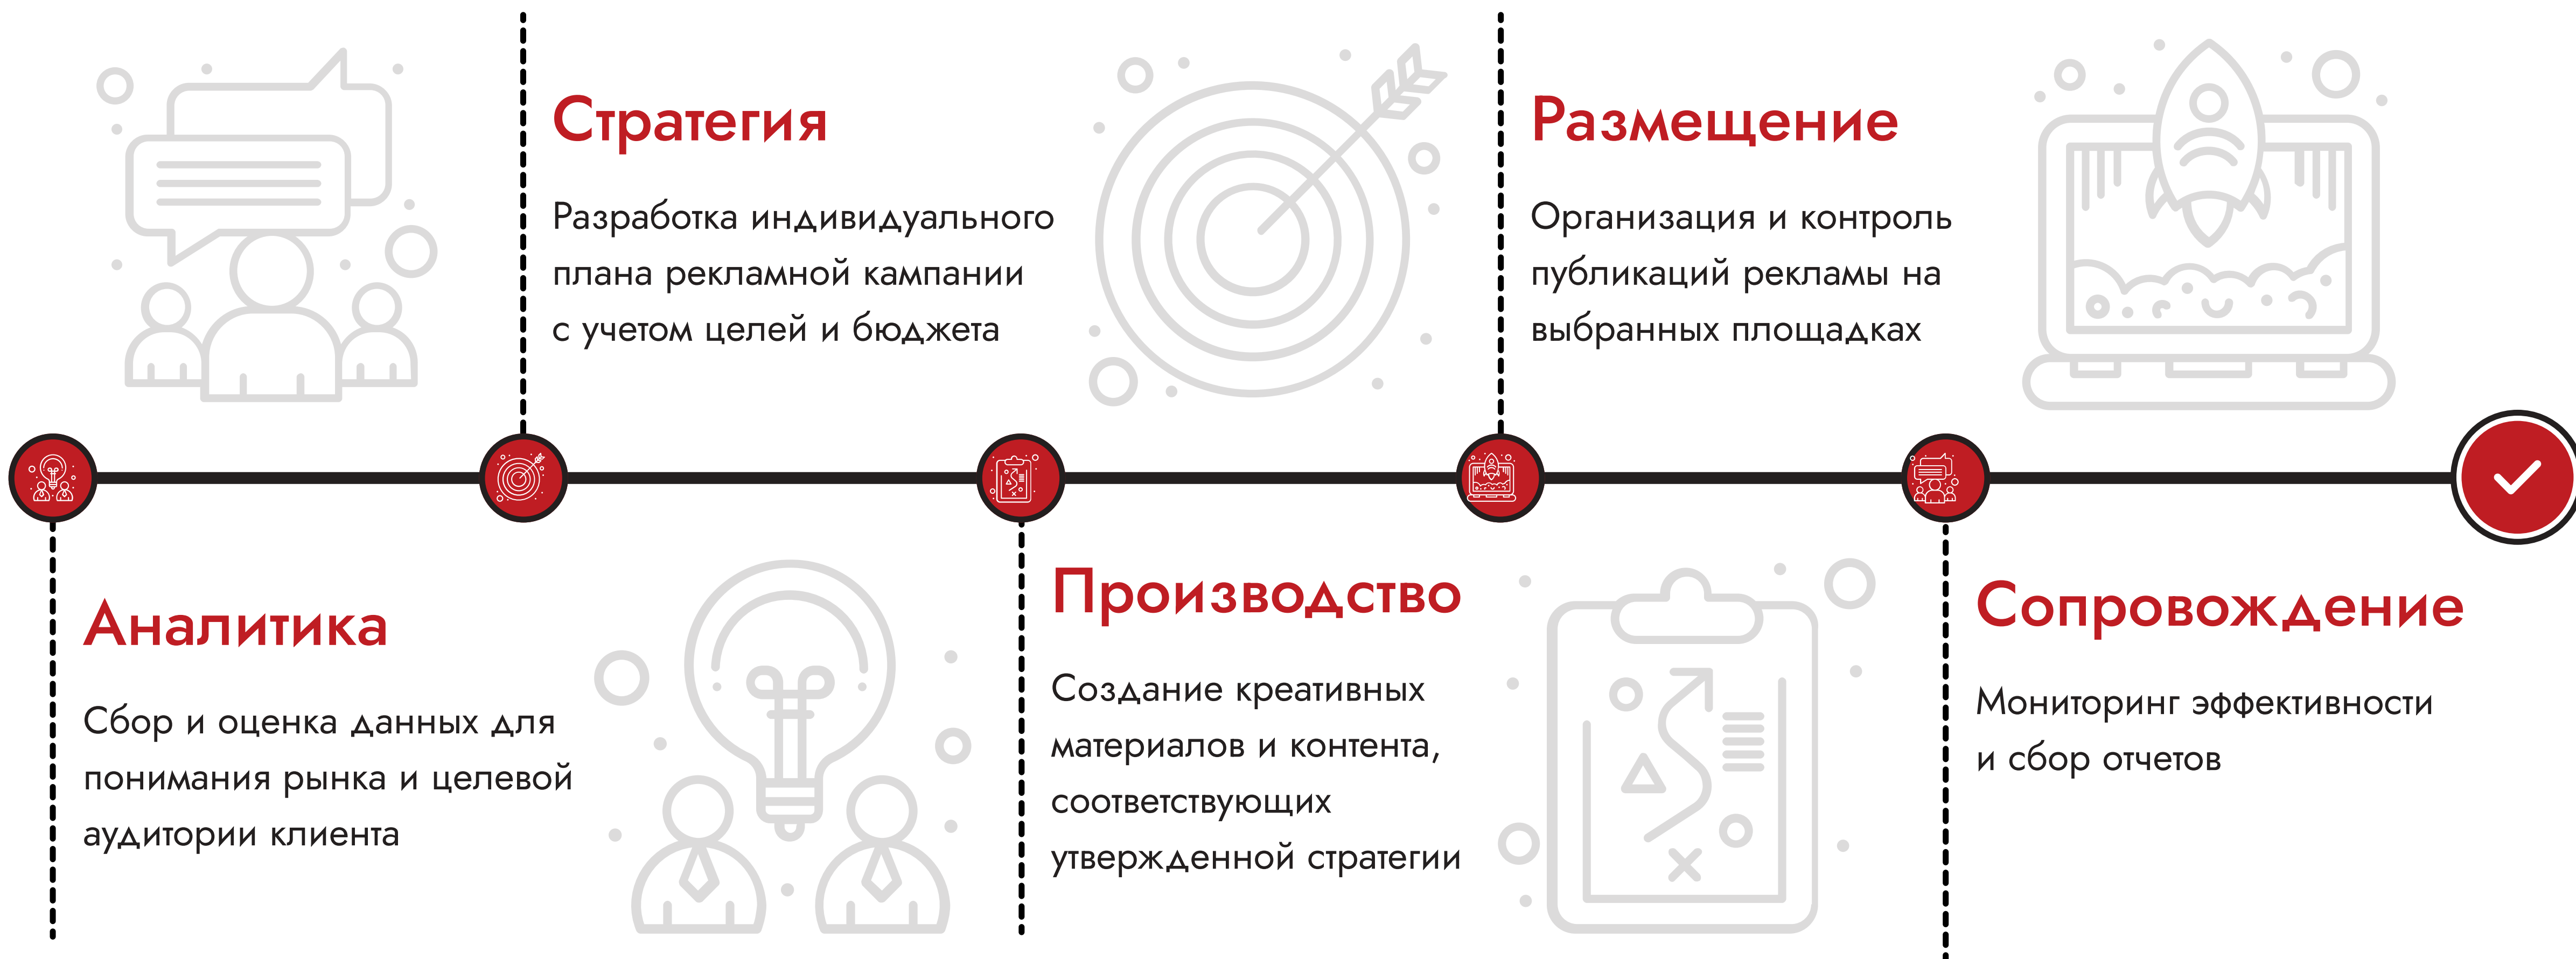 Стратегия
Разработка индивидуального
плана рекламной кампании
с учетом целей и бюджета
Размещение
Организация и контроль
публикаций рекламы на
выбранных площадках
Аналитика
Сбор и оценка данных для
понимания рынка и целевой
аудитории клиента
Производство
Создание креативных
материалов и контента,
соответствующих
утвержденной стратегии
Сопровождение
Мониторинг эффективности
и сбор отчетов